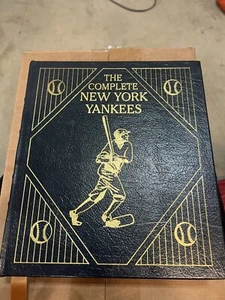 THE
COMPLETE
NEW YORK
YANKEES